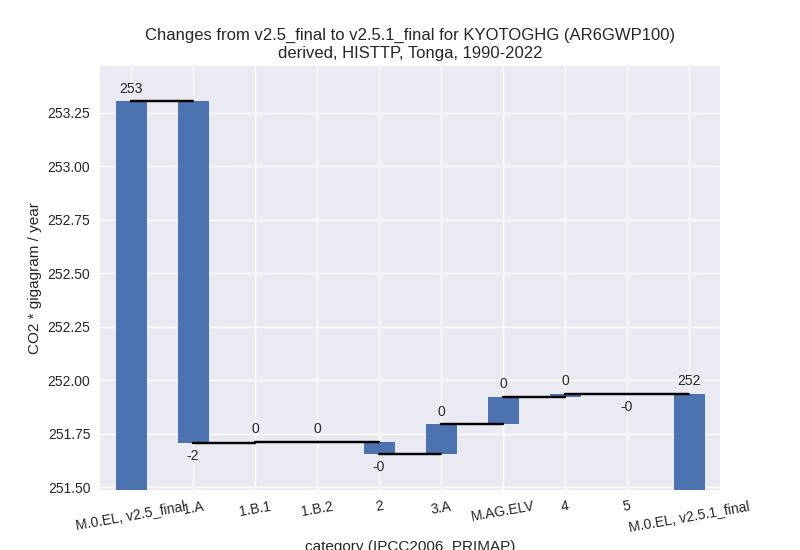 Changes from v2.5_final to v2.5.1_final for KYOTOGHG (AR6GWP100)
derived, HISTTP, Tonga, 1990-2022
CO2 * gigagram / year
253.25
253.00
252.75
252.50
252.25
252.00
251.75
251.50
253
-2
0
0
-0
0
0
0
-0
252
M.0.EL, v2.5_final
1.A
1.B.1
1.B.2
2
3.A
M.AG.ELV
4
5
M.0.EL, v2.5.1_final
category (IPCC2006_PRIMAP)